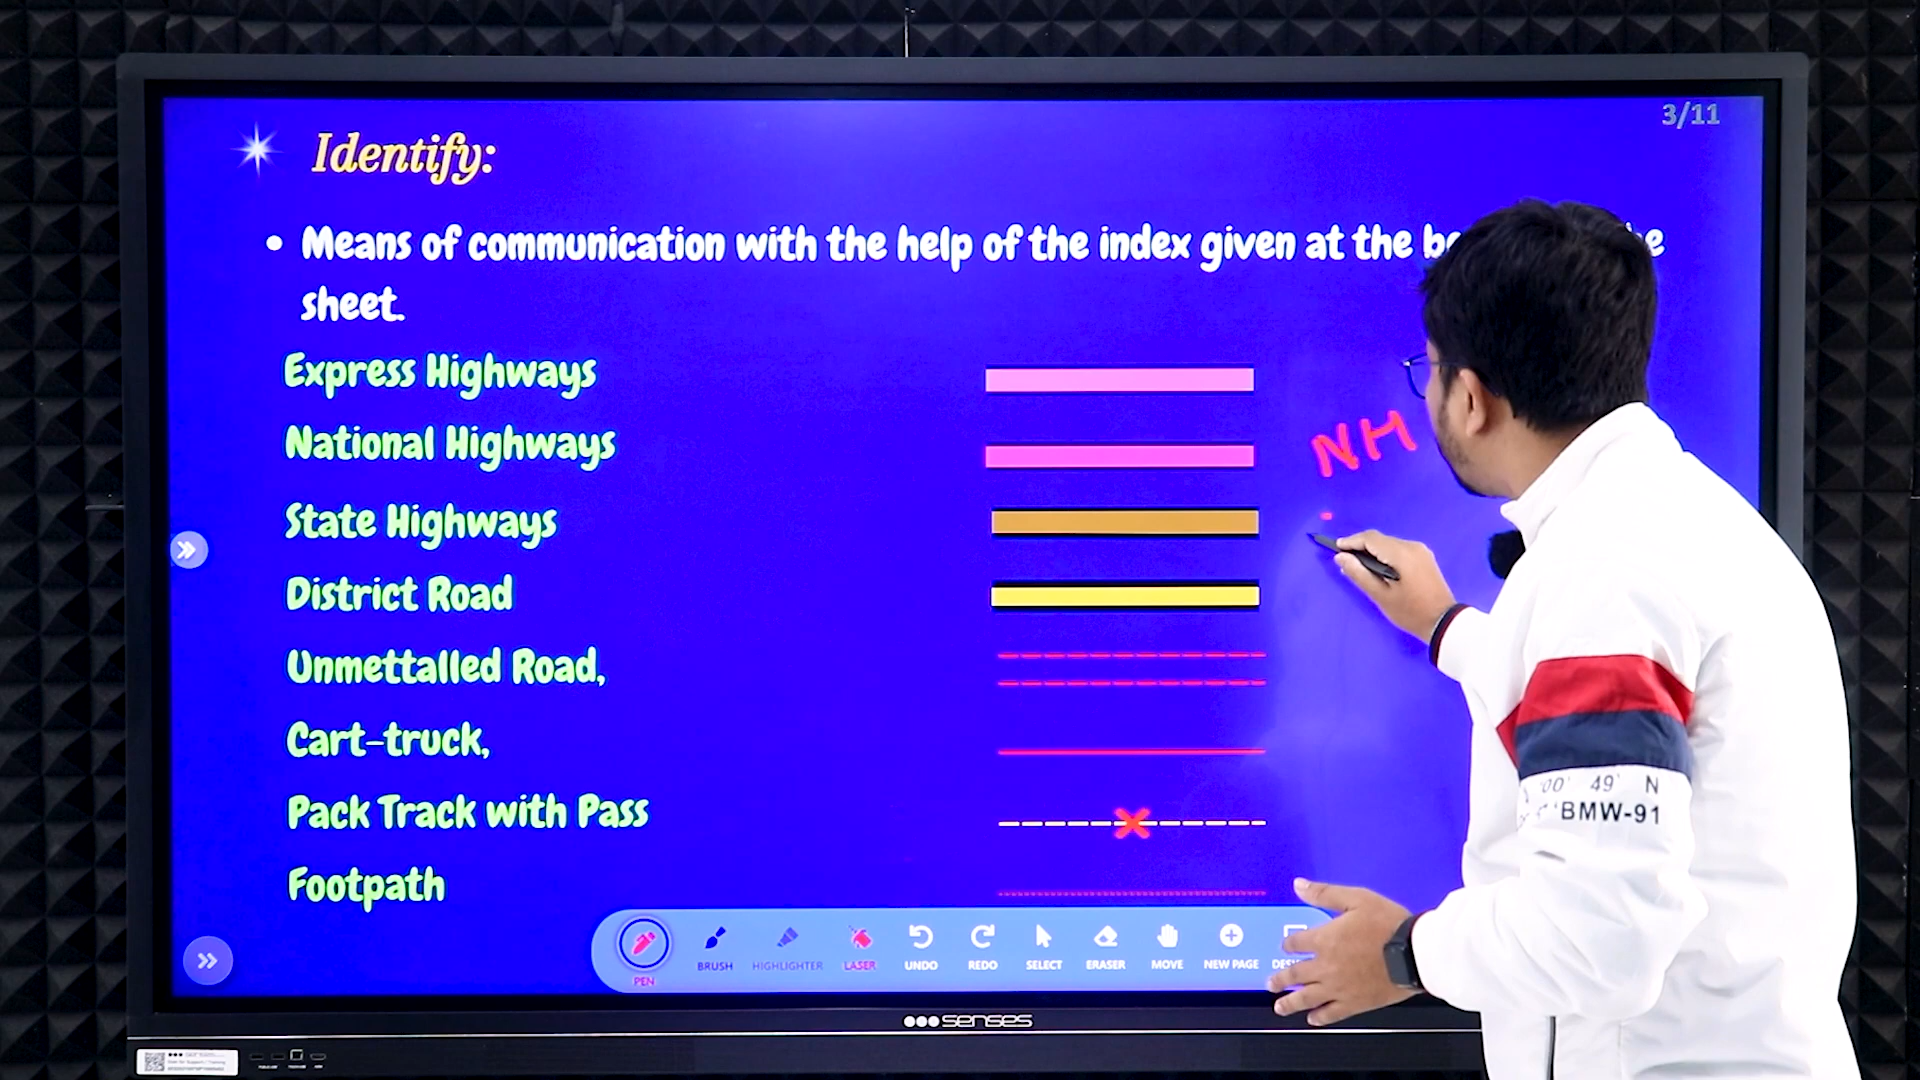 3/11
Identify:
• Means of communication with the help of the index given at the
sheet.
Express Highways
National Highways
NH
State Highways
District Road
Unmettalled Road,
Cart-truck,
Pack Track with Pass
Footpath
PEN BRUSH HIGHLIGHTER LASER UNDO REDO SELECT ERASER MOVE NEW PAGE
senses
00' 49' N
BMW-91